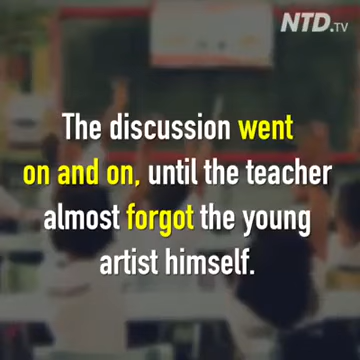 NTD.TV
The discussion went
on and on, until the teacher
almost forgot the young
artist himself.